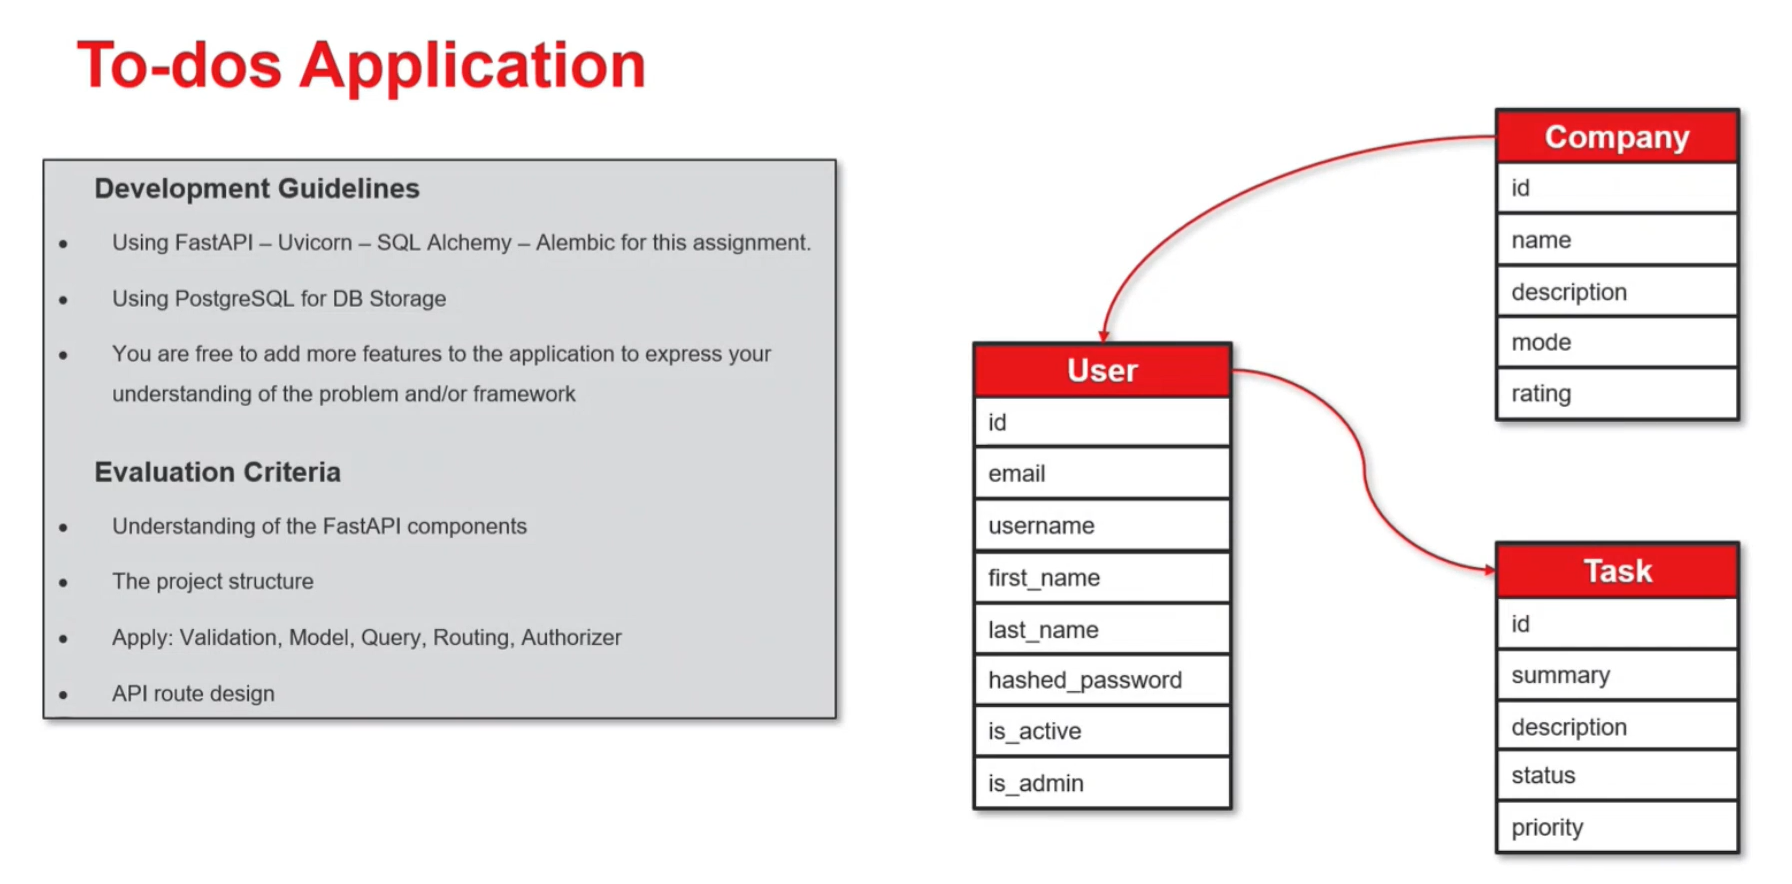 To-dos Application
Development Guidelines
• Using FastAPI – Uvicorn – SQL Alchemy – Alembic for this assignment.
• Using PostgreSQL for DB Storage
• You are free to add more features to the application to express your
understanding of the problem and/or framework
Evaluation Criteria
• Understanding of the FastAPI components
• The project structure
• Apply: Validation, Model, Query, Routing, Authorizer
• API route design
User
id
email
username
first_name
last_name
hashed_password
is_active
is_admin
Company
id
name
description
mode
rating
Task
id
summary
description
status
priority